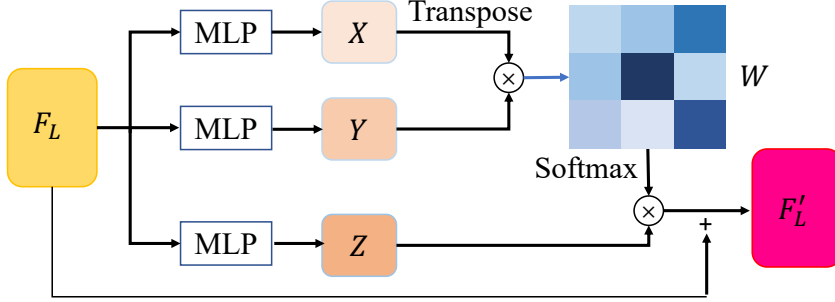 MLP
X
Transpose
F_L
×
W
MLP
Y
Softmax
F'_L
×
+
MLP
Z